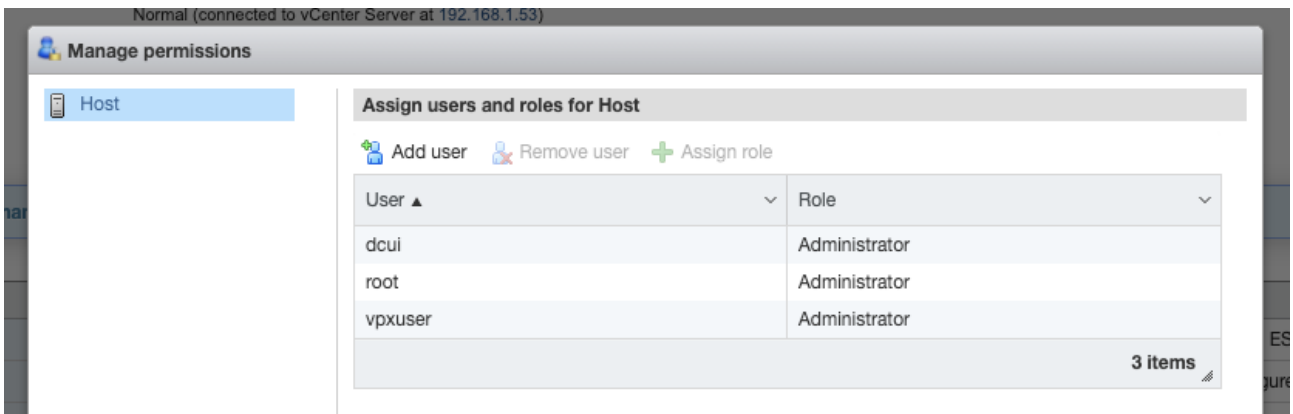 Normal (connected to vCenter Server at 192.168.1.53)
Manage permissions
Host
Assign users and roles for Host
Add user Remove user Assign role
User Role
dcui Administrator
root Administrator
vpxuser Administrator
3 items